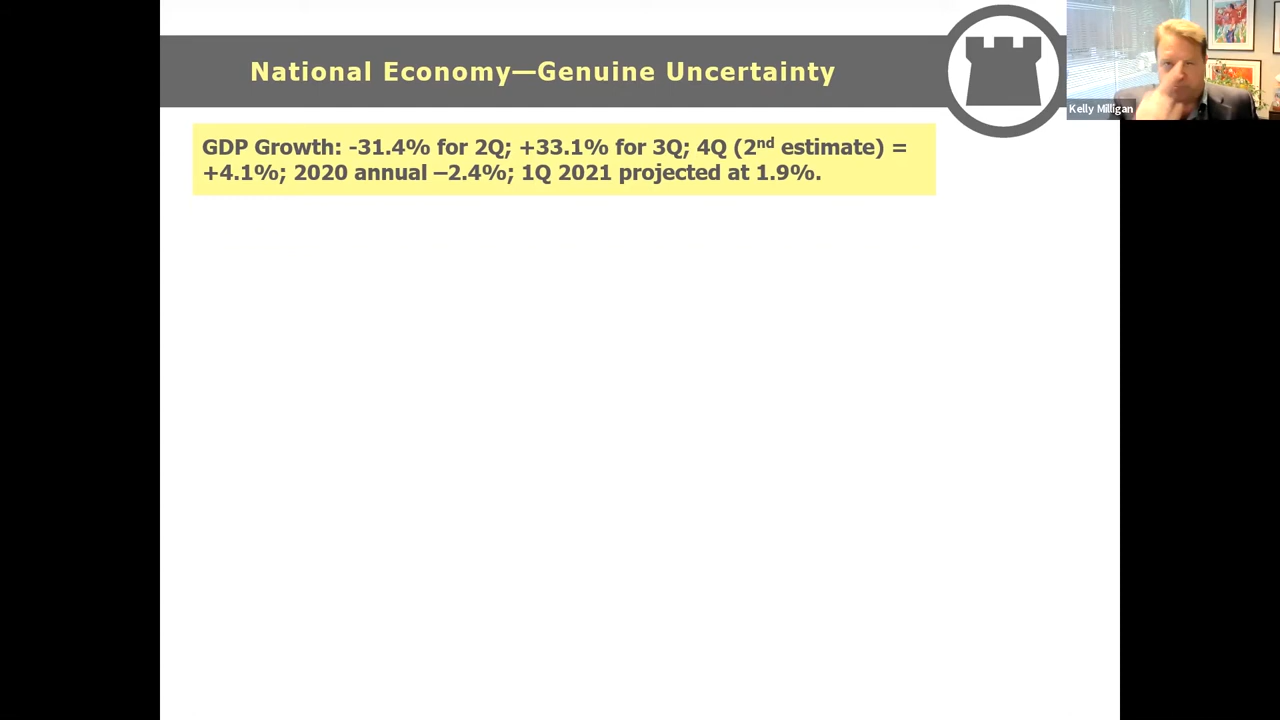 National Economy—Genuine Uncertainty
Kelly Milligan
GDP Growth: -31.4% for 2Q; +33.1% for 3Q; 4Q (2nd estimate) =
+4.1%; 2020 annual –2.4%; 1Q 2021 projected at 1.9%.